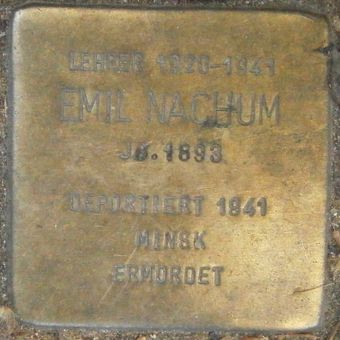 LEHRER 1920-1941
EMIL NACHUM
JG. 1893
DEPORTIERT 1941
MINSK
ERMORDET